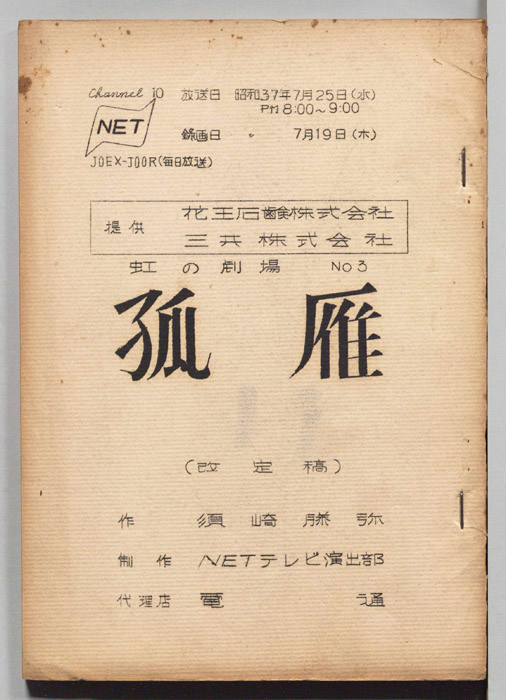 Channel 10 放送日 昭和37年7月25日(水)
PM 8:00~9:00
NET
録画日 〃 7月19日(木)
JOEX-JOOR(毎日放送)
提供 花王石鹸株式会社
三共株式会社
虹の劇場 No 3
孤雁
(改定稿)
作 須崎勝弥
制作 NETテレビ演出部
代理店 電通